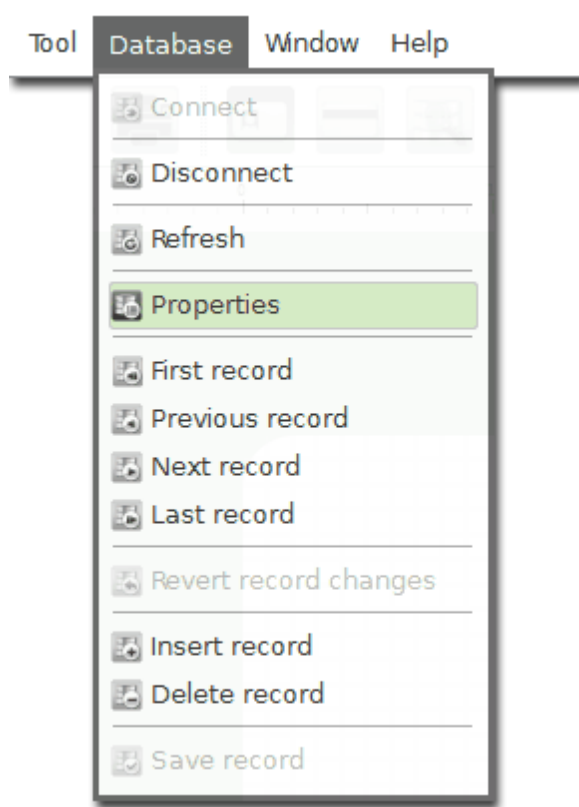 Tool Database Window Help
Connect
Disconnect
Refresh
Properties
First record
Previous record
Next record
Last record
Revert record changes
Insert record
Delete record
Save record